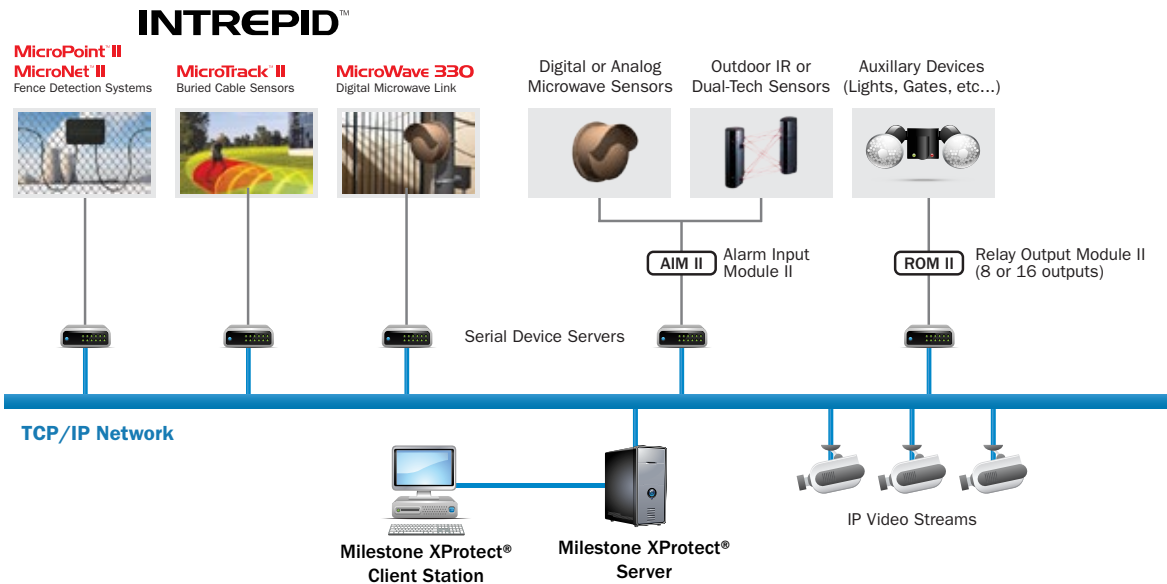 INTREPID™
MicroPoint™ II
MicroNet™ II
Fence Detection Systems
MicroTrack™ II
Buried Cable Sensors
MicroWave 330
Digital Microwave Link
Digital or Analog
Microwave Sensors
Outdoor IR or
Dual-Tech Sensors
Auxillary Devices
(Lights, Gates, etc...)
AIM II
Alarm Input
Module II
ROM II
Relay Output Module II
(8 or 16 outputs)
Serial Device Servers
TCP/IP Network
IP Video Streams
Milestone XProtect®
Client Station
Milestone XProtect®
Server